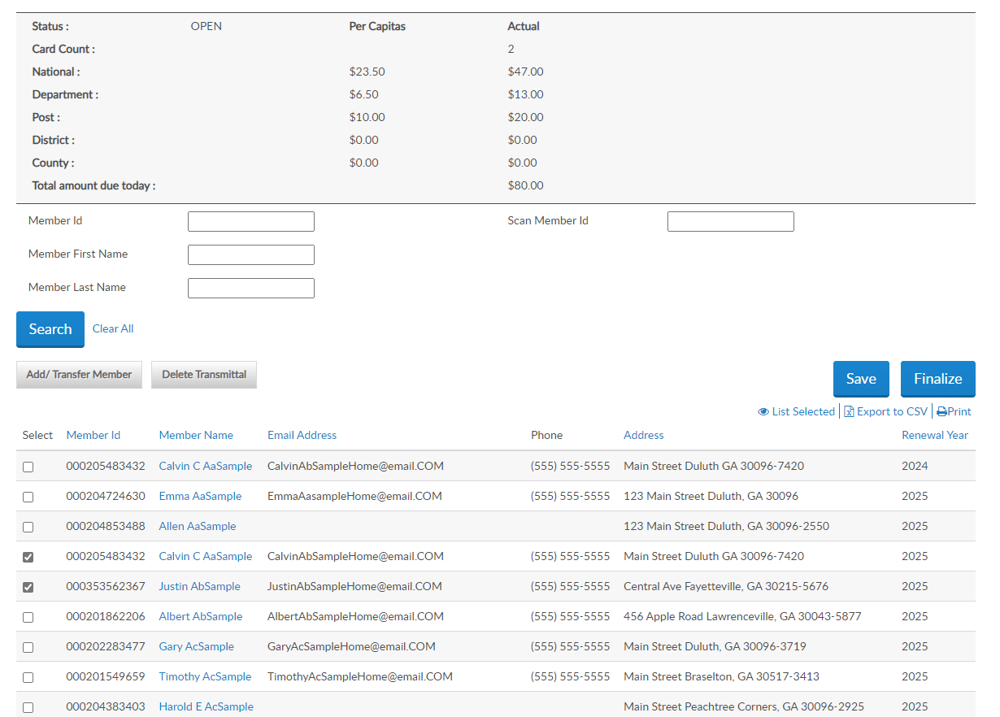 Status : OPEN Per Capitas Actual
Card Count : 2
National : $23.50 $47.00
Department : $6.50 $13.00
Post : $10.00 $20.00
District : $0.00 $0.00
County : $0.00 $0.00
Total amount due today : $80.00
Member Id Scan Member Id
Member First Name
Member Last Name
Search Clear All
Add/ Transfer Member Delete Transmittal Save Finalize
List Selected Export to CSV Print
Select Member Id Member Name Email Address Phone Address Renewal Year
000205483432 Calvin C AaSample CalvinAbSampleHome@email.COM (555) 555-5555 Main Street Duluth GA 30096-7420 2024
000204724630 Emma AaSample EmmaAasampleHome@email.COM (555) 555-5555 123 Main Street Duluth, GA 30096 2025
000204853488 Allen AaSample 123 Main Street Duluth, GA 30096-2550 2025
000205483432 Calvin C AaSample CalvinAbSampleHome@email.COM (555) 555-5555 Main Street Duluth GA 30096-7420 2025
000353562367 Justin AbSample JustinAbSampleHome@email.COM (555) 555-5555 Central Ave Fayetteville, GA 30215-5676 2025
000201862206 Albert AbSample AlbertAbSampleHome@email.COM (555) 555-5555 456 Apple Road Lawrenceville, GA 30043-5877 2025
000202283477 Gary AcSample GaryAcSampleHome@email.COM (555) 555-5555 Main Street Duluth, GA 30096-3719 2025
000201549659 Timothy AcSample TimothyAcSampleHome@email.COM (555) 555-5555 Main Street Braselton, GA 30517-3413 2025
000204383403 Harold E AcSample Main Street Peachtree Corners, GA 30096-2925 2025